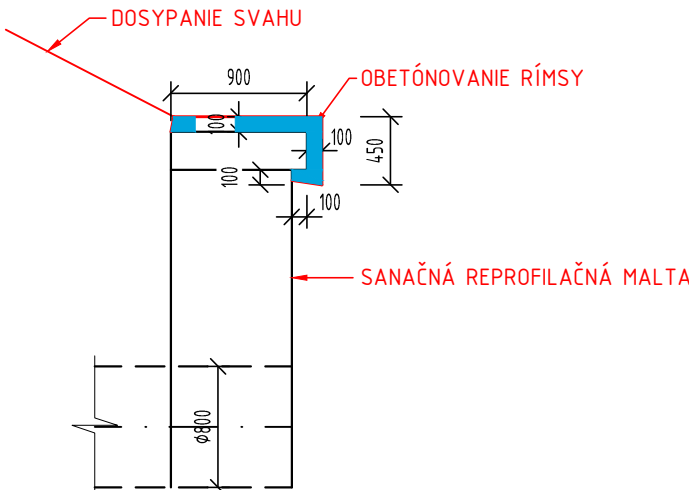 DOSYPANIE SVAHU
900
OBETÓNOVANIE RÍMSY
100
100
450
100
100
SANAČNÁ REPROFILAČNÁ MALTA
ϕ800